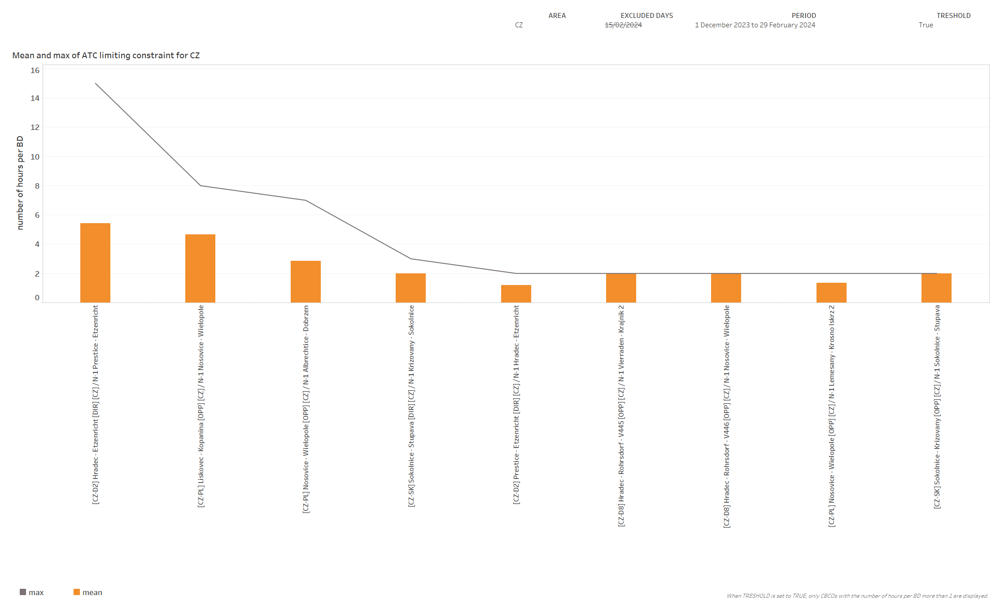 AREA EXCLUDED DAYS PERIOD TRESHOLD
CZ 15/02/2024 1 December 2023 to 29 February 2024 True
Mean and max of ATC limiting constraint for CZ
number of hours per BD
16
14
12
10
8
6
4
2
0
[CZ-D2] Hradec - Etzenricht [DIR] [CZ] / N-1 Prestice - Etzenricht
[CZ-PL] Liskovec - Kopanina [OPP] [CZ] / N-1 Nosovice - Wielopole
[CZ-PL] Nosovice - Wielopole [OPP] [CZ] / N-1 Albrechtice - Dobrzen
[CZ-SK] Sokolnice - Stupava [DIR] [CZ] / N-1 Krizovany - Sokolnice
[CZ-D2] Prestice - Etzenricht [DIR] [CZ] / N-1 Hradec - Etzenricht
[CZ-D8] Hradec - Rohrsdorf - V445 [OPP] [CZ] / N-1 Vierraden - Krajnik 2
[CZ-D8] Hradec - Rohrsdorf - V446 [OPP] [CZ] / N-1 Nosovice - Wielopole
[CZ-PL] Nosovice - Wielopole [OPP] [CZ] / N-1 Lemesany - Krosno Iskrz 2
[CZ-SK] Sokolnice - Krizovany [OPP] [CZ] / N-1 Sokolnice - Stupava
max mean
When TRESHOLD is set to TRUE, only CBCOs with the number of hours per BD more than 1 are displayed.